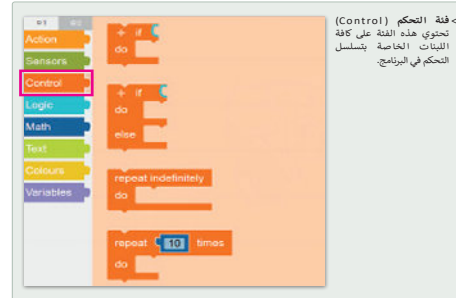 Action
Sensors
Control
Logic
Math
Text
Colours
Variables
+ if
do
+ if
do
else
repeat indefinitely
do
repeat 10 times
do
< فئة التحكم (Control)
تحتوي هذه الفئة على كافة
اللبنات الخاصة بتسلسل
التحكم في البرنامج.